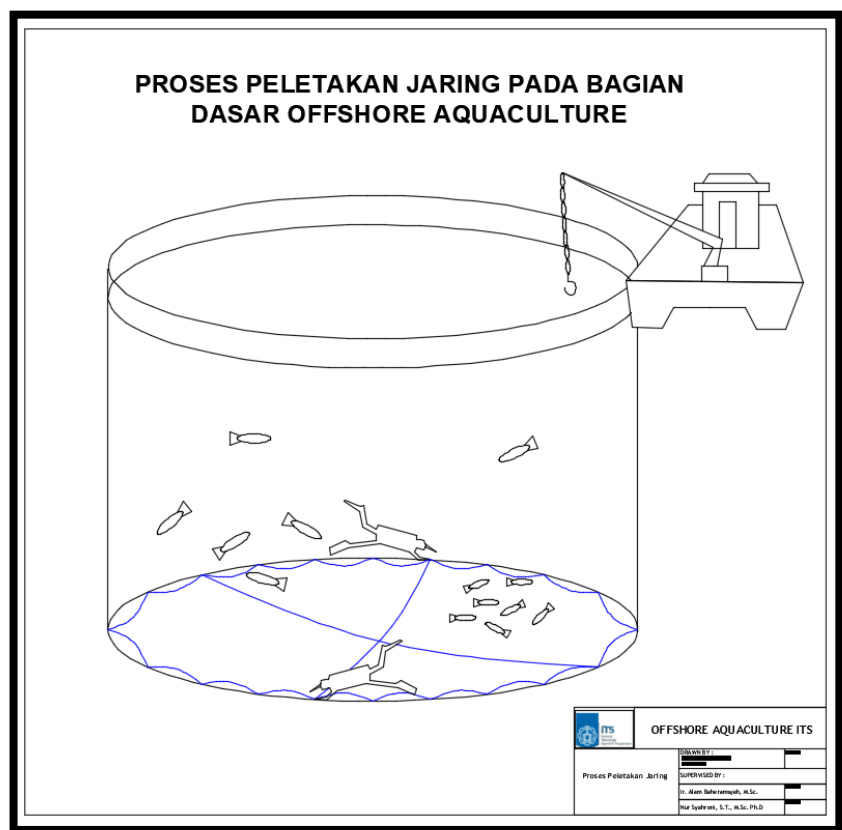 PROSES PELETAKAN JARING PADA BAGIAN
DASAR OFFSHORE AQUACULTURE
ITS
OFFSHORE AQUACULTURE ITS
DRAWN BY :
Proses Peletakan Jaring
SUPERVISED BY :
Ir. Alam Baheramsyah, M.Sc.
Nur Syahroni, S.T., M.Sc. Ph.D